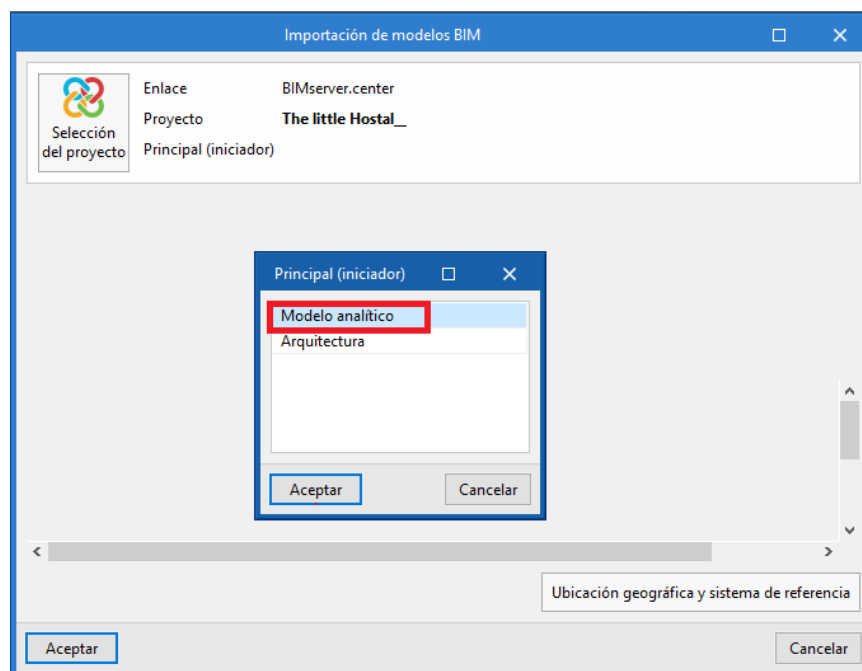 Importación de modelos BIM
Selección
del proyecto
Enlace BIMserver.center
Proyecto The little Hostal__
Principal (iniciador)
Principal (iniciador)
Modelo analítico
Arquitectura
Aceptar Cancelar
Ubicación geográfica y sistema de referencia
Aceptar Cancelar